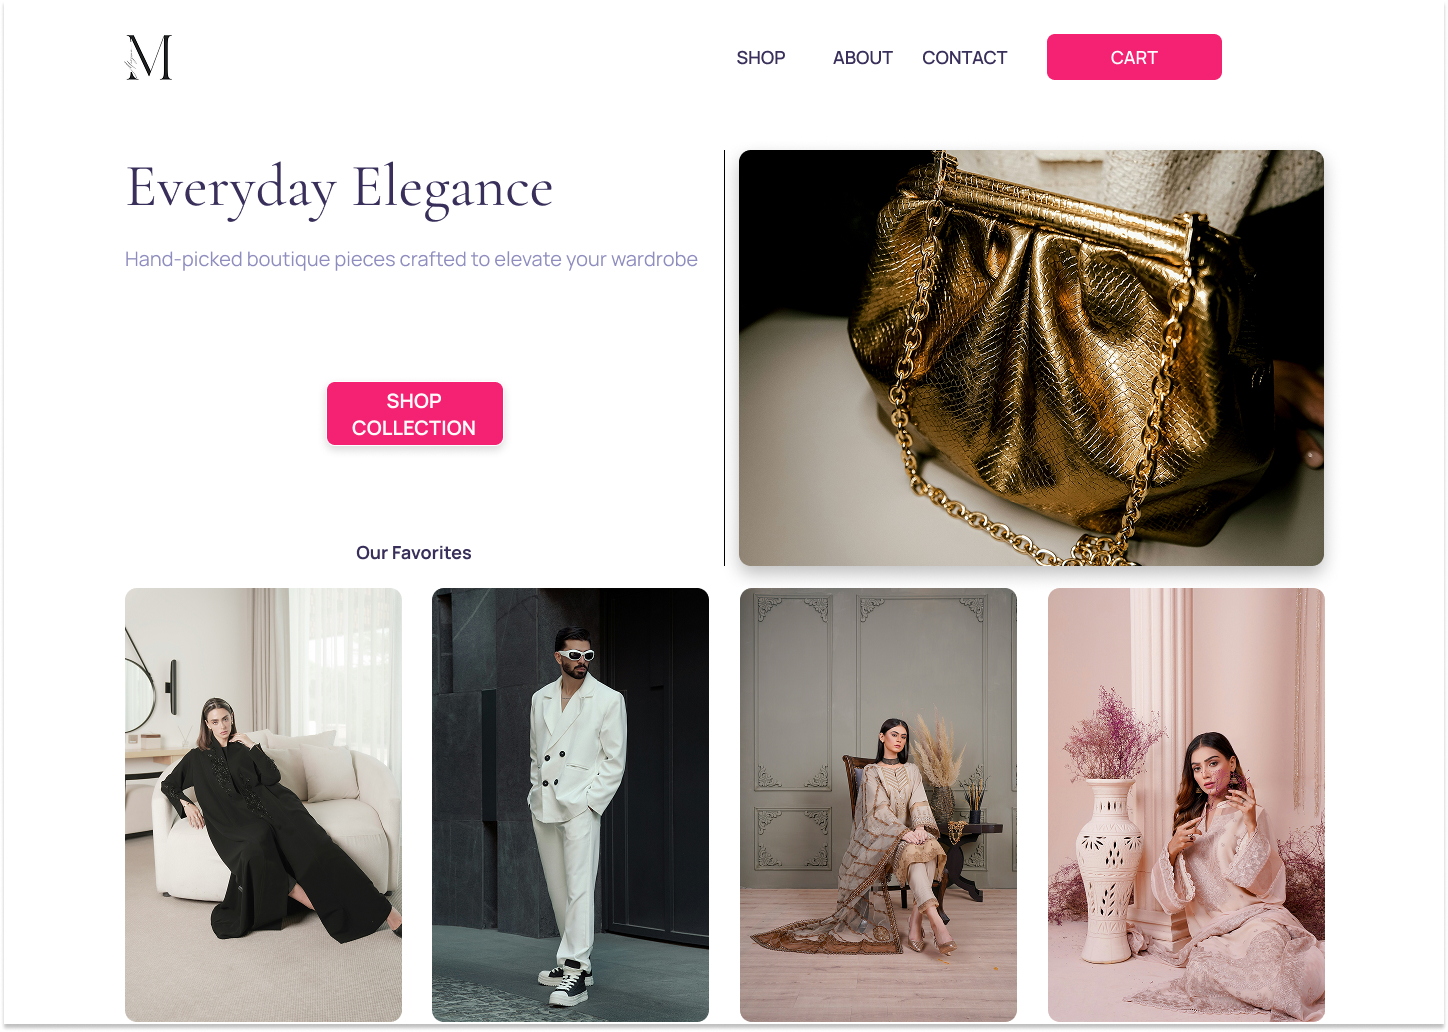 M
SHOP ABOUT CONTACT CART
Everyday Elegance
Hand-picked boutique pieces crafted to elevate your wardrobe
SHOP
COLLECTION
Our Favorites